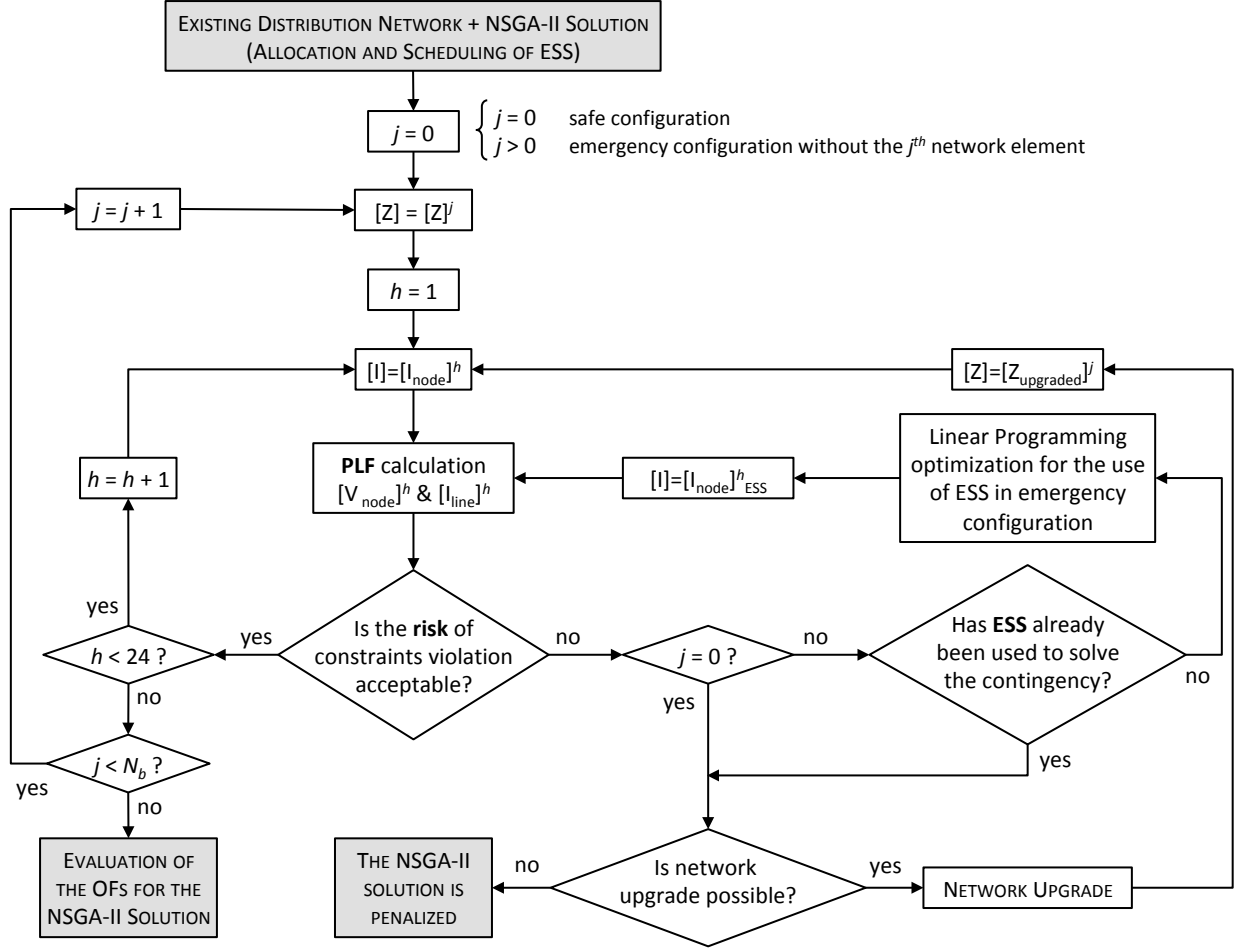 EXISTING DISTRIBUTION NETWORK + NSGA-II SOLUTION
(ALLOCATION AND SCHEDULING OF ESS)
j = 0
j = 0 safe configuration
j > 0 emergency configuration without the jth network element
j = j + 1
[Z] = [Z]j
h = 1
[I]=[Inode]h
[Z]=[Zupgraded]j
h = h + 1
PLF calculation
[Vnode]h & [Iline]h
[I]=[Inode]hESS
Linear Programming
optimization for the use
of ESS in emergency
configuration
yes
h < 24 ?
yes
Is the risk of
constraints violation
acceptable?
no
j = 0 ?
no
Has ESS already
been used to solve
the contingency?
no
no
yes
yes
j < Nb ?
yes
no
EVALUATION OF
THE OFS FOR THE
NSGA-II SOLUTION
THE NSGA-II
SOLUTION IS
PENALIZED
no
Is network
upgrade possible?
yes
NETWORK UPGRADE